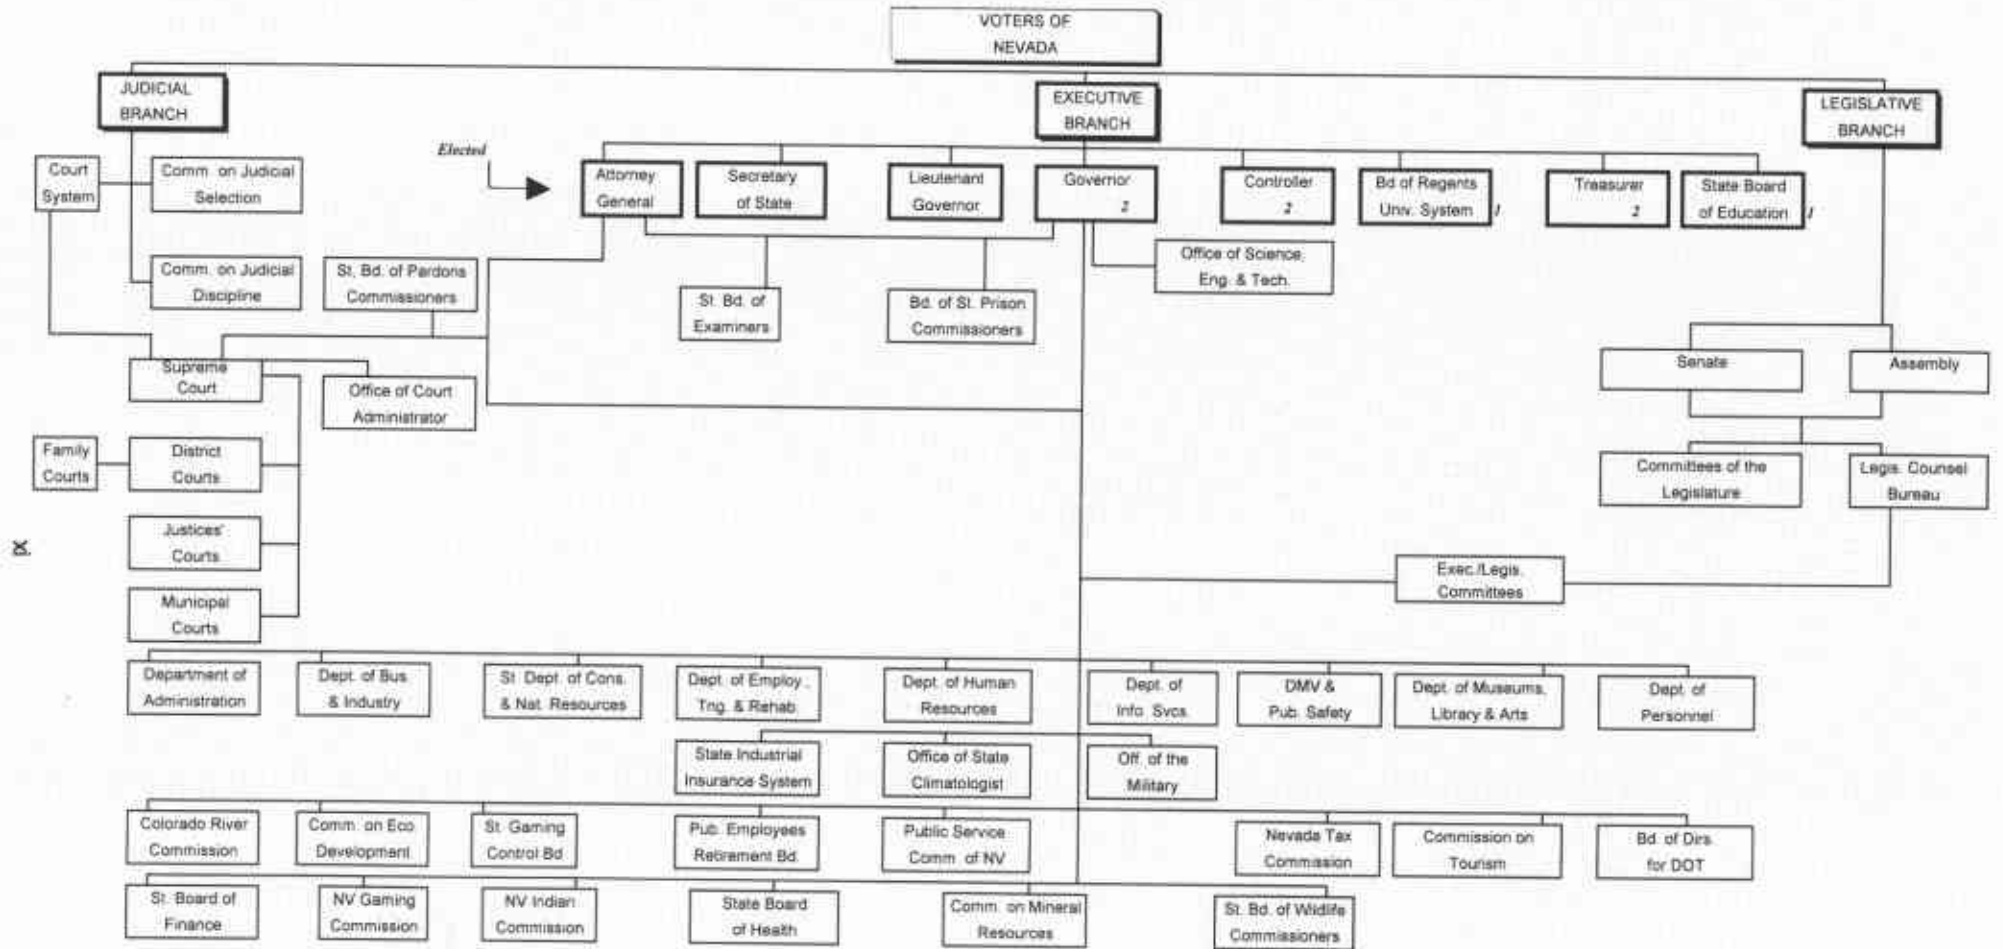 VOTERS OF
NEVADA
JUDICIAL
BRANCH
EXECUTIVE
BRANCH
LEGISLATIVE
BRANCH
Elected
Court
System
Comm. on Judicial
Selection
Attorney
General
Secretary
of State
Lieutenant
Governor
Governor
2
Controller
2
Bd of Regents
Univ. System 1
Treasurer
2
State Board
of Education 1
Comm. on Judicial
Discipline
St. Bd. of Pardons
Commissioners
St. Bd. of
Examiners
Bd. of St. Prison
Commissioners
Office of Science,
Eng. & Tech.
Supreme
Court
Office of Court
Administrator
Senate
Assembly
Family
Courts
District
Courts
Committees of the
Legislature
Legis. Counsel
Bureau
Justices'
Courts
ix
Exec./Legis.
Committees
Municipal
Courts
Department of
Administration
Dept. of Bus.
& Industry
St. Dept. of Cons.
& Nat. Resources
Dept. of Employ.,
Tng. & Rehab.
Dept. of Human
Resources
Dept. of
Info. Svcs.
DMV &
Pub. Safety
Dept. of Museums,
Library & Arts
Dept. of
Personnel
State Industrial
Insurance System
Office of State
Climatologist
Off. of the
Military
Colorado River
Commission
Comm. on Eco
Development
St. Gaming
Control Bd
Pub. Employees
Retirement Bd.
Public Service
Comm. of NV
Nevada Tax
Commission
Commission on
Tourism
Bd. of Dirs.
for DOT
St. Board of
Finance
NV Gaming
Commission
NV Indian
Commission
State Board
of Health
Comm. on Mineral
Resources
St. Bd. of Wildlife
Commissioners